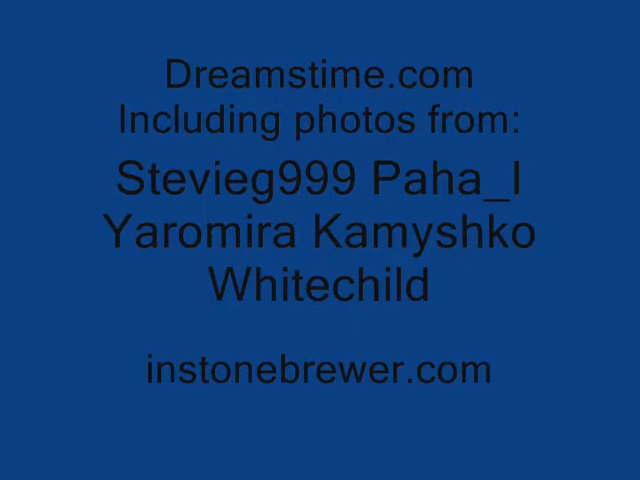 Dreamstime.com
Including photos from:
Stevieg999 Paha_l
Yaromira Kamyshko
Whitechild
instonebrewer.com